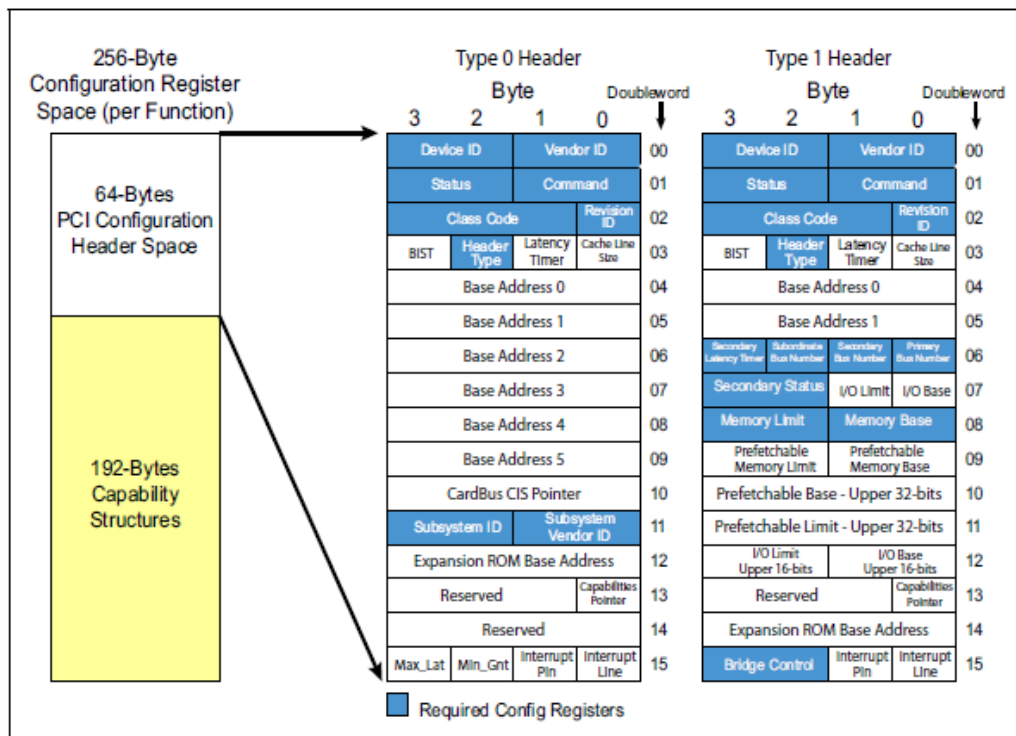 256-Byte
Configuration Register
Space (per Function)
64-Bytes
PCI Configuration
Header Space
192-Bytes
Capability
Structures
Type 0 Header
Byte
Doubleword
3 2 1 0
Device ID Vendor ID 00
Status Command 01
Class Code Revision ID 02
BIST Header Type Latency Timer Cache Line Size 03
Base Address 0 04
Base Address 1 05
Base Address 2 06
Base Address 3 07
Base Address 4 08
Base Address 5 09
CardBus CIS Pointer 10
Subsystem ID Subsystem Vendor ID 11
Expansion ROM Base Address 12
Reserved Capabilities Pointer 13
Reserved 14
Max_Lat Min_Gnt Interrupt Pin Interrupt Line 15
Required Config Registers
Type 1 Header
Byte
Doubleword
3 2 1 0
Device ID Vendor ID 00
Status Command 01
Class Code Revision ID 02
BIST Header Type Latency Timer Cache Line Size 03
Base Address 0 04
Base Address 1 05
Secondary Latency Timer Subordinate Bus Number Secondary Bus Number Primary Bus Number 06
Secondary Status I/O Limit I/O Base 07
Memory Limit Memory Base 08
Prefetchable Memory Limit Prefetchable Memory Base 09
Prefetchable Base - Upper 32-bits 10
Prefetchable Limit - Upper 32-bits 11
I/O Limit Upper 16-bits I/O Base Upper 16-bits 12
Reserved Capabilities Pointer 13
Expansion ROM Base Address 14
Bridge Control Interrupt Pin Interrupt Line 15